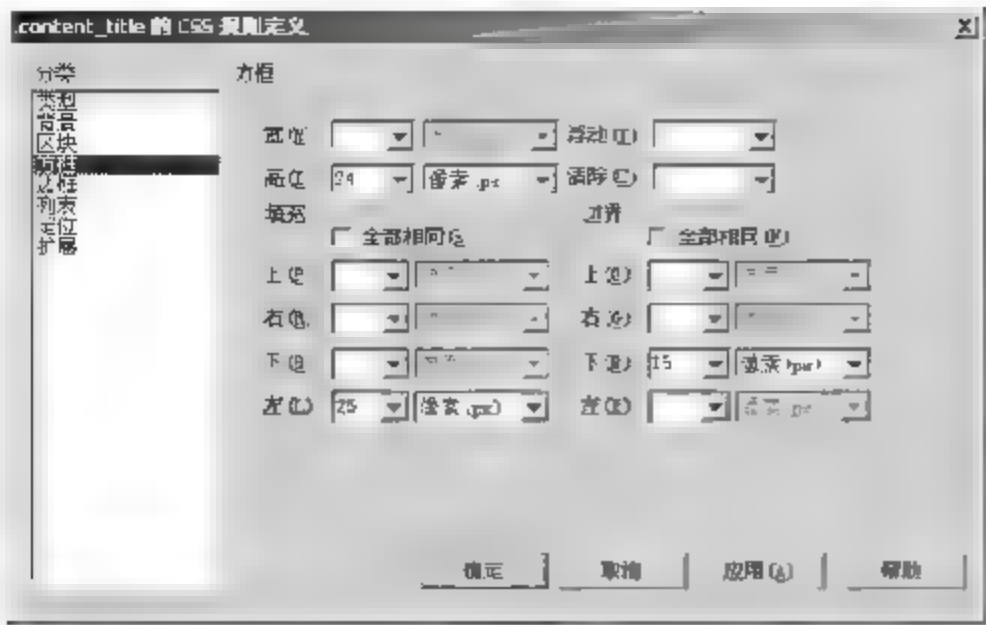 .content_title 的 CSS 规则定义
分类
类型
背景
区块
方框
边框
列表
定位
扩展
方框
宽(W)
浮动(T)
高(I) 24 像素(px)
清除(C)
填充
边界
全部相同(S)
全部相同(F)
上(P)
上(O)
右(R)
右(G)
下(B)
下(M) 15 像素(px)
左(L) 25 像素(px)
左(E) 像素(px)
确定
取消
应用(A)
帮助